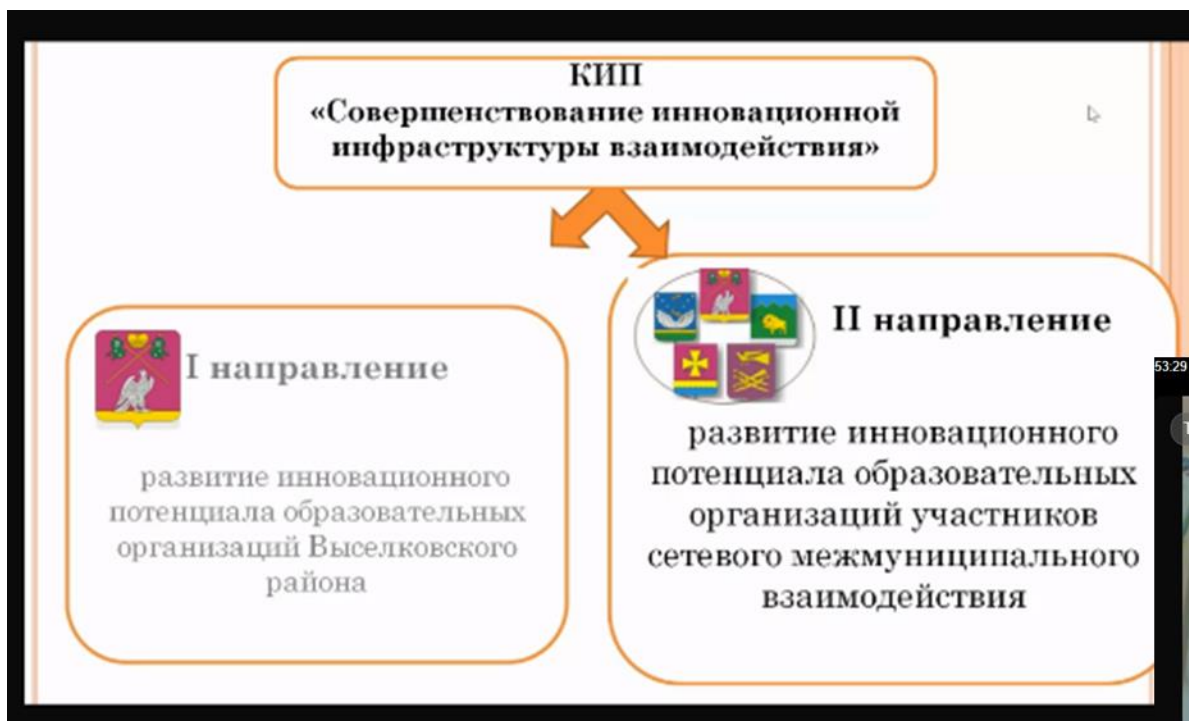 КИП
«Совершенствование инновационной
инфраструктуры взаимодействия»
I направление
развитие инновационного
потенциала образовательных
организаций Выселковского
района
II направление
развитие инновационного
потенциала образовательных
организаций участников
сетевого межмуниципального
взаимодействия
53:29